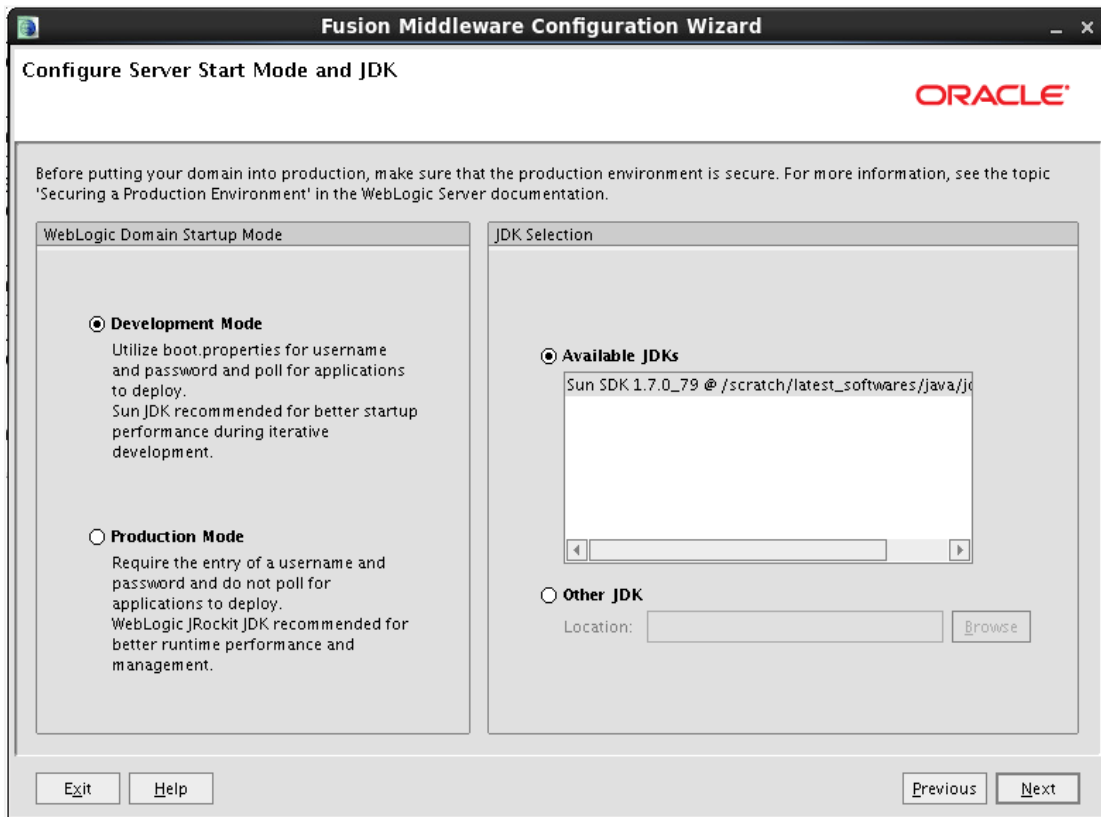 Fusion Middleware Configuration Wizard
Configure Server Start Mode and JDK
ORACLE
Before putting your domain into production, make sure that the production environment is secure. For more information, see the topic
'Securing a Production Environment' in the WebLogic Server documentation.
WebLogic Domain Startup Mode
Development Mode
Utilize boot.properties for username
and password and poll for applications
to deploy.
Sun JDK recommended for better startup
performance during iterative
development.
Production Mode
Require the entry of a username and
password and do not poll for
applications to deploy.
WebLogic JRockit JDK recommended for
better runtime performance and
management.
JDK Selection
Available JDKs
Sun SDK 1.7.0_79 @ /scratch/latest_softwares/java/jd
Other JDK
Location:
Browse
Exit
Help
Previous
Next